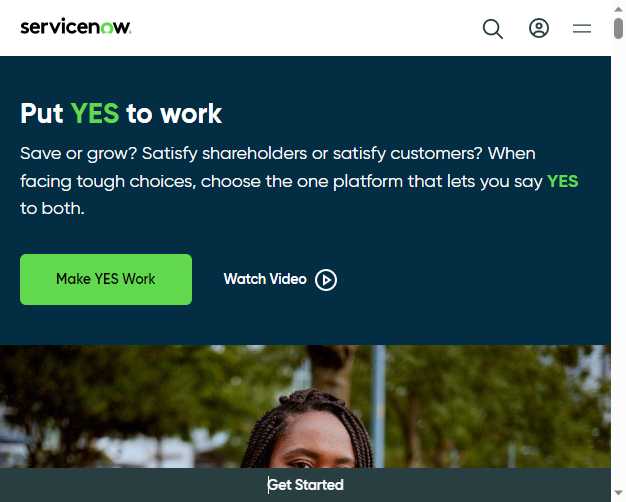 servicenow
Put YES to work
Save or grow? Satisfy shareholders or satisfy customers? When
facing tough choices, choose the one platform that lets you say YES
to both.
Make YES Work
Watch Video
Get Started